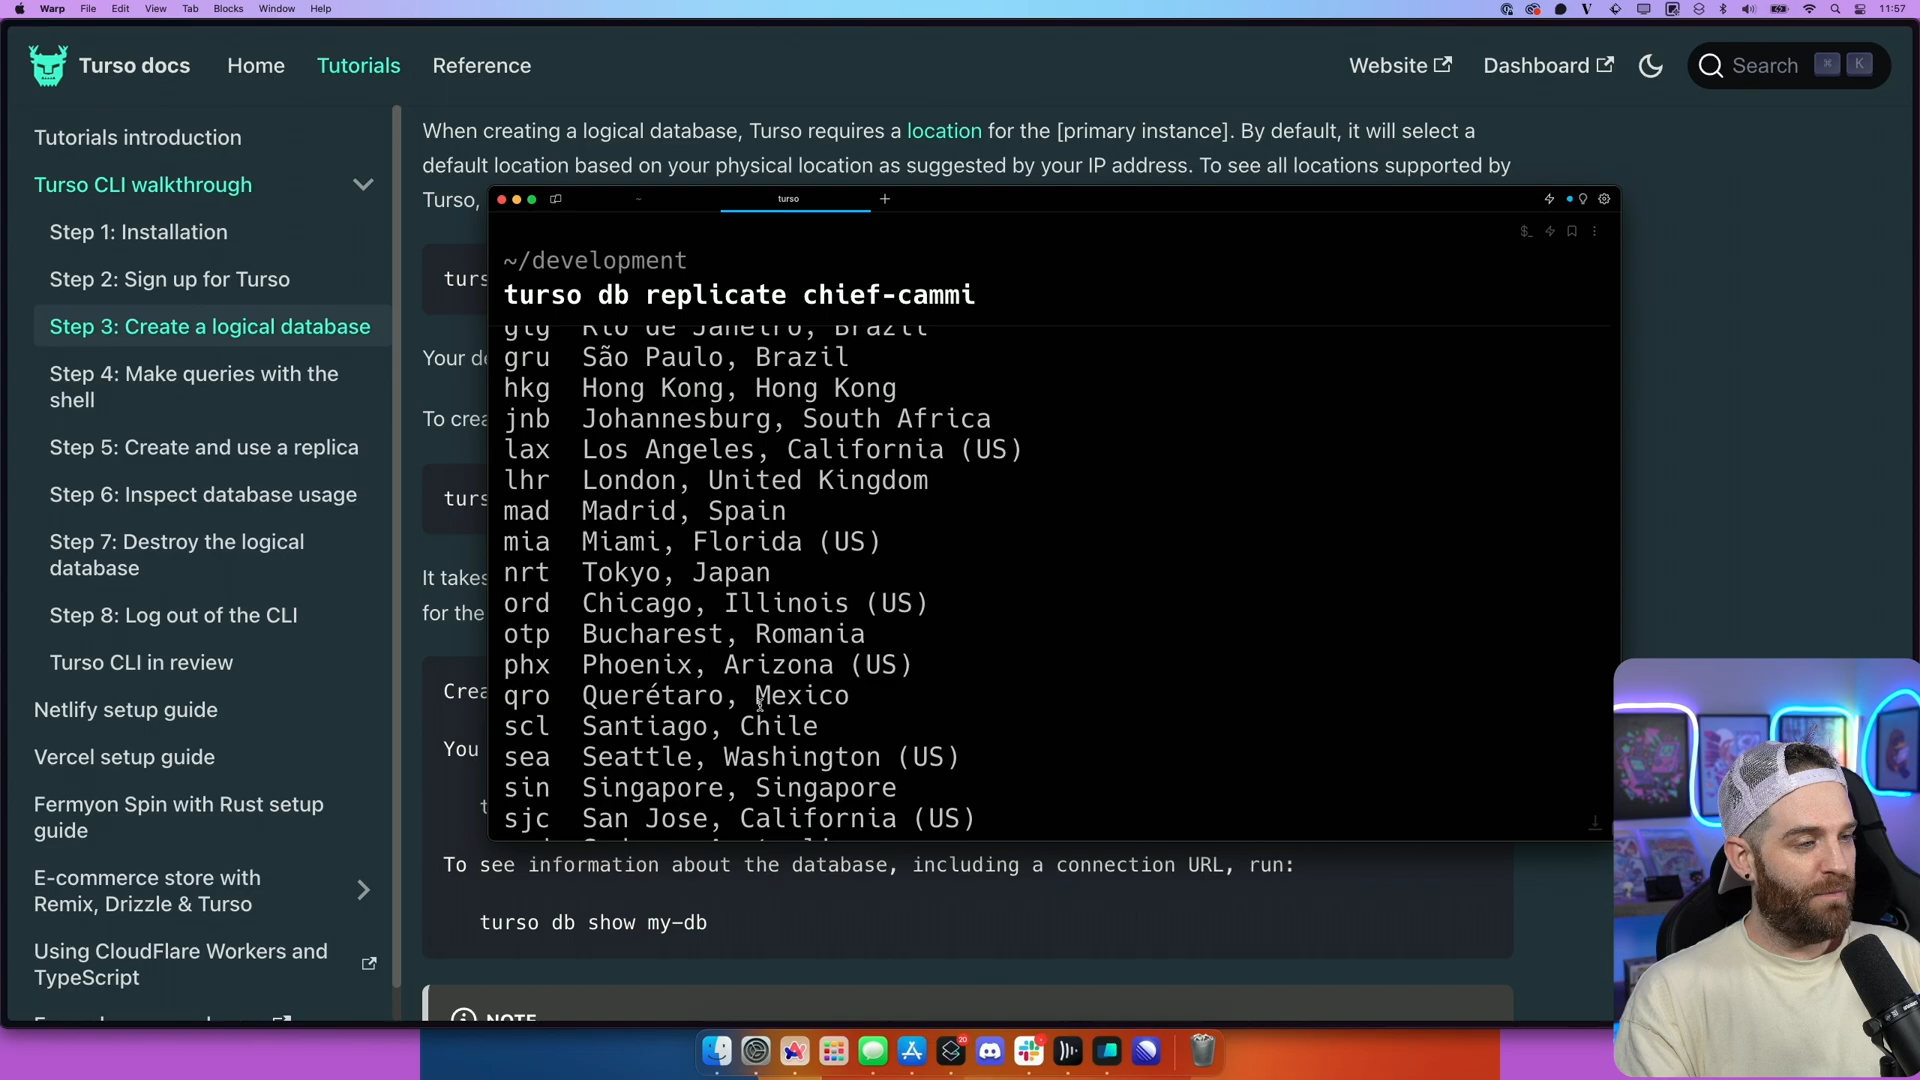 Warp File Edit View Tab Blocks Window Help 11:57
Turso docs Home Tutorials Reference Website Dashboard Search ⌘ K
Tutorials introduction
Turso CLI walkthrough
Step 1: Installation
Step 2: Sign up for Turso
Step 3: Create a logical database
Step 4: Make queries with the
shell
Step 5: Create and use a replica
Step 6: Inspect database usage
Step 7: Destroy the logical
database
Step 8: Log out of the CLI
Turso CLI in review
Netlify setup guide
Vercel setup guide
Fermyon Spin with Rust setup
guide
E-commerce store with
Remix, Drizzle & Turso
Using CloudFlare Workers and
TypeScript
When creating a logical database, Turso requires a location for the [primary instance]. By default, it will select a
default location based on your physical location as suggested by your IP address. To see all locations supported by
Turso,
turs
Your de
To crea
turs
It takes
for the
Crea
You
t
turso
~/development
turso db replicate chief-cammi
gig Rio de Janeiro, Brazil
gru São Paulo, Brazil
hkg Hong Kong, Hong Kong
jnb Johannesburg, South Africa
lax Los Angeles, California (US)
lhr London, United Kingdom
mad Madrid, Spain
mia Miami, Florida (US)
nrt Tokyo, Japan
ord Chicago, Illinois (US)
otp Bucharest, Romania
phx Phoenix, Arizona (US)
qro Querétaro, Mexico
scl Santiago, Chile
sea Seattle, Washington (US)
sin Singapore, Singapore
sjc San Jose, California (US)
To see information about the database, including a connection URL, run:
turso db show my-db
NOTE
20